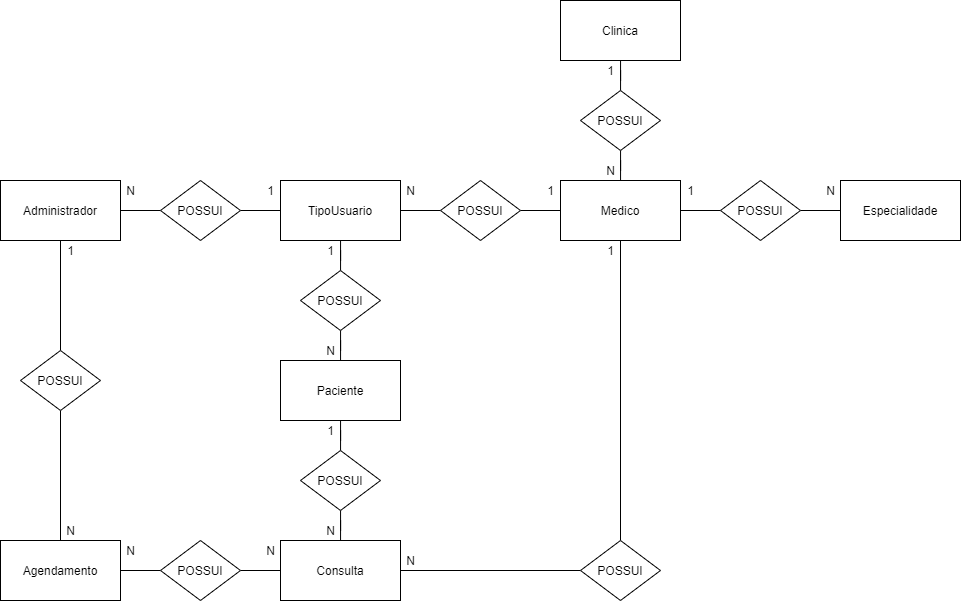 Clinica
1
POSSUI
N
Administrador
N
POSSUI
1
TipoUsuario
N
POSSUI
1
Medico
1
POSSUI
N
Especialidade
1
1
1
POSSUI
N
POSSUI
Paciente
1
POSSUI
N
N
Agendamento
N
POSSUI
N
Consulta
N
POSSUI